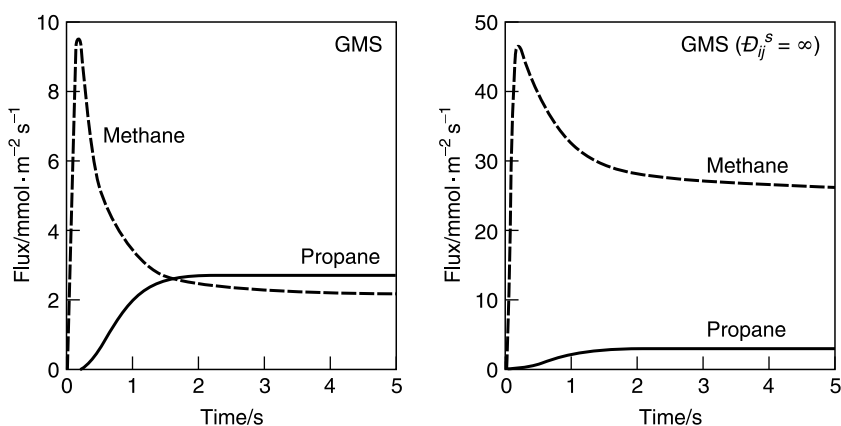 GMS
Methane
Propane
Flux/mmol·m⁻² s⁻¹
10
8
6
4
2
0
0 1 2 3 4 5
Time/s
GMS (Đᵢⱼˢ = ∞)
Methane
Propane
Flux/mmol·m⁻² s⁻¹
50
40
30
20
10
0
0 1 2 3 4 5
Time/s